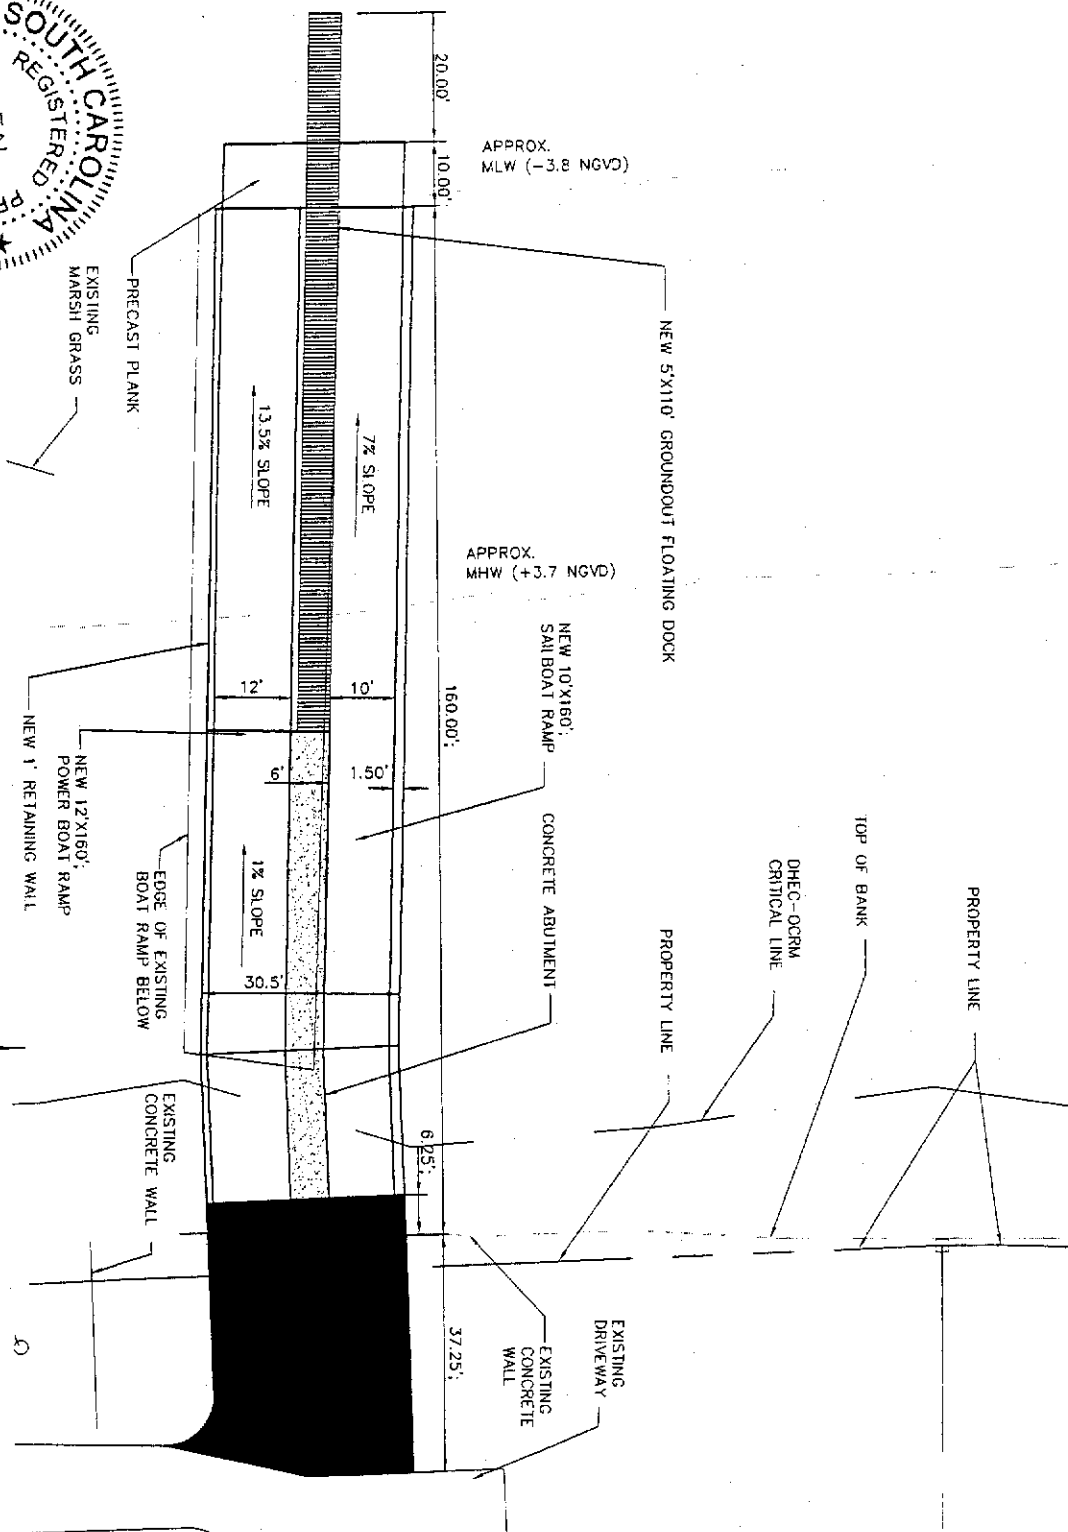 SOUTH CAROLINA
REGISTERED
20.00'
10.00'
APPROX.
MLW (-3.8 NGVD)
PRECAST PLANK
EXISTING
MARSH GRASS
NEW 5'X110' GROUNDOUT FLOATING DOCK
13.5% SLOPE
7% SLOPE
APPROX.
MHW (+3.7 NGVD)
NEW 10'X160';
SAILBOAT RAMP
160.00';
12'
10'
6'
1.50'
NEW 1' RETAINING WALL
NEW 12'X160';
POWER BOAT RAMP
EDGE OF EXISTING
BOAT RAMP BELOW
1% SLOPE
30.5'
CONCRETE ABUTMENT
PROPERTY LINE
DHEC-OCRM
CRITICAL LINE
TOP OF BANK
PROPERTY LINE
EXISTING
CONCRETE WALL
6.25';
37.25';
EXISTING
CONCRETE
WALL
EXISTING
DRIVEWAY